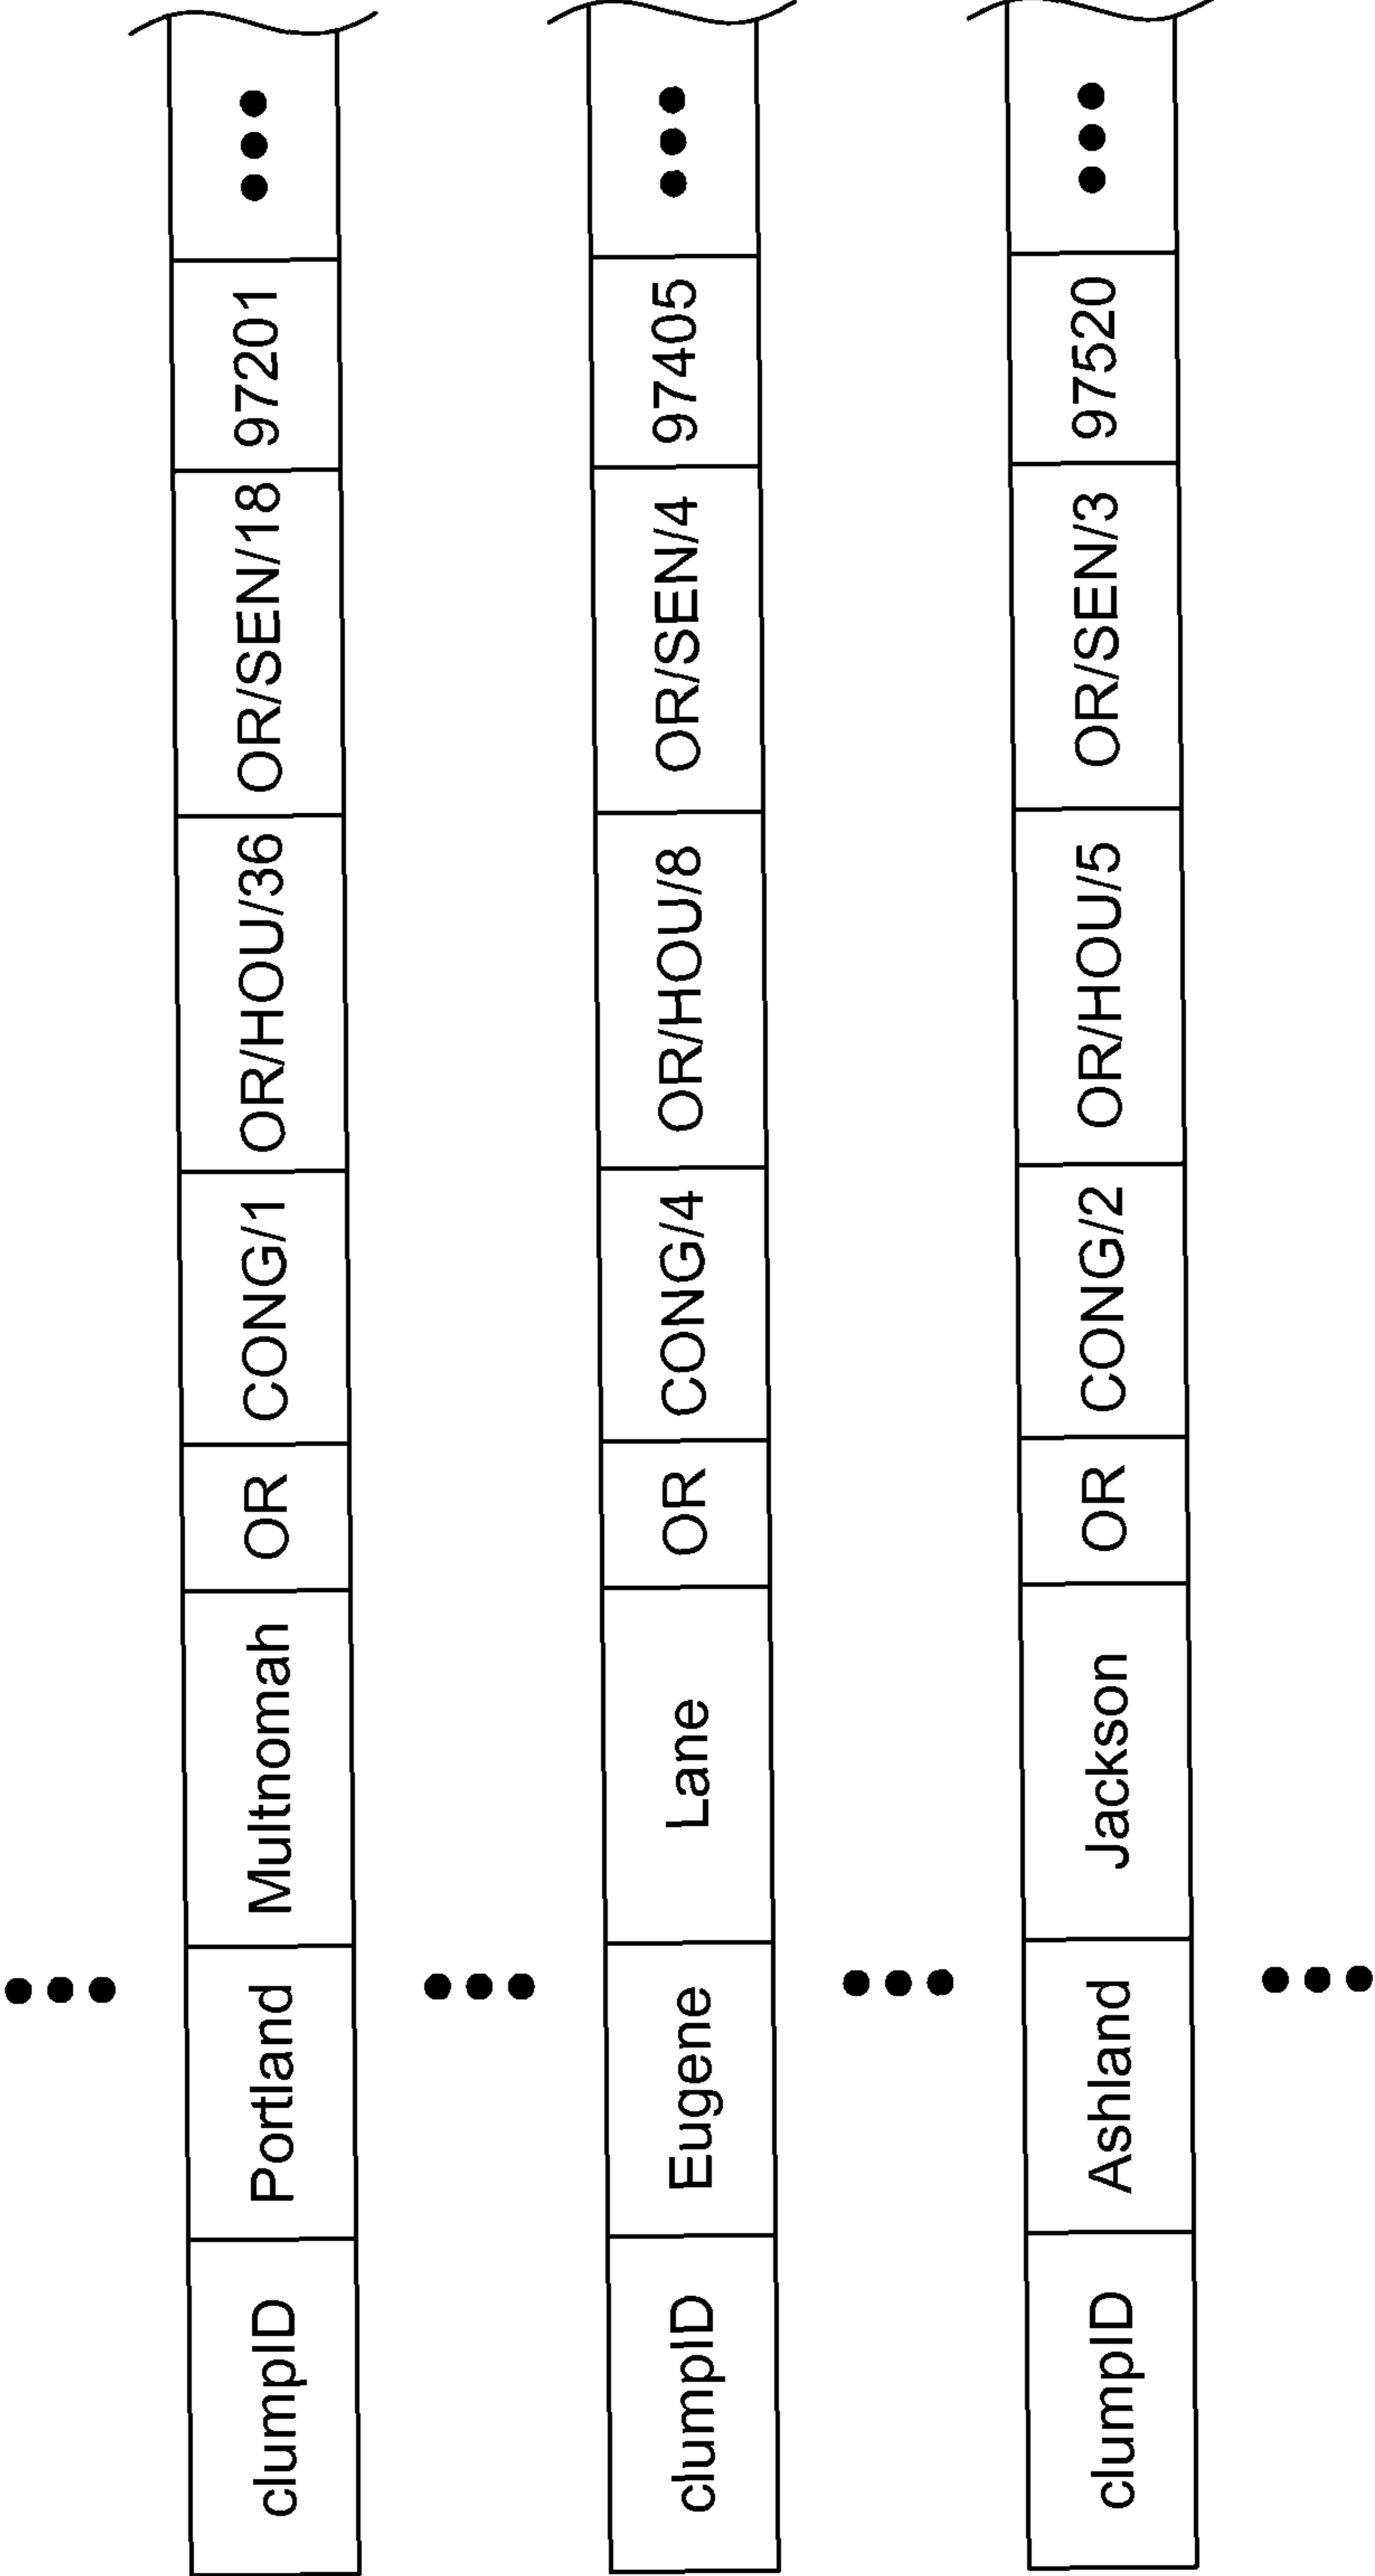 clumpID Portland Multnomah OR CONG/1 OR/HOU/36 OR/SEN/18 97201
clumpID Eugene Lane OR CONG/4 OR/HOU/8 OR/SEN/4 97405
clumpID Ashland Jackson OR CONG/2 OR/HOU/5 OR/SEN/3 97520